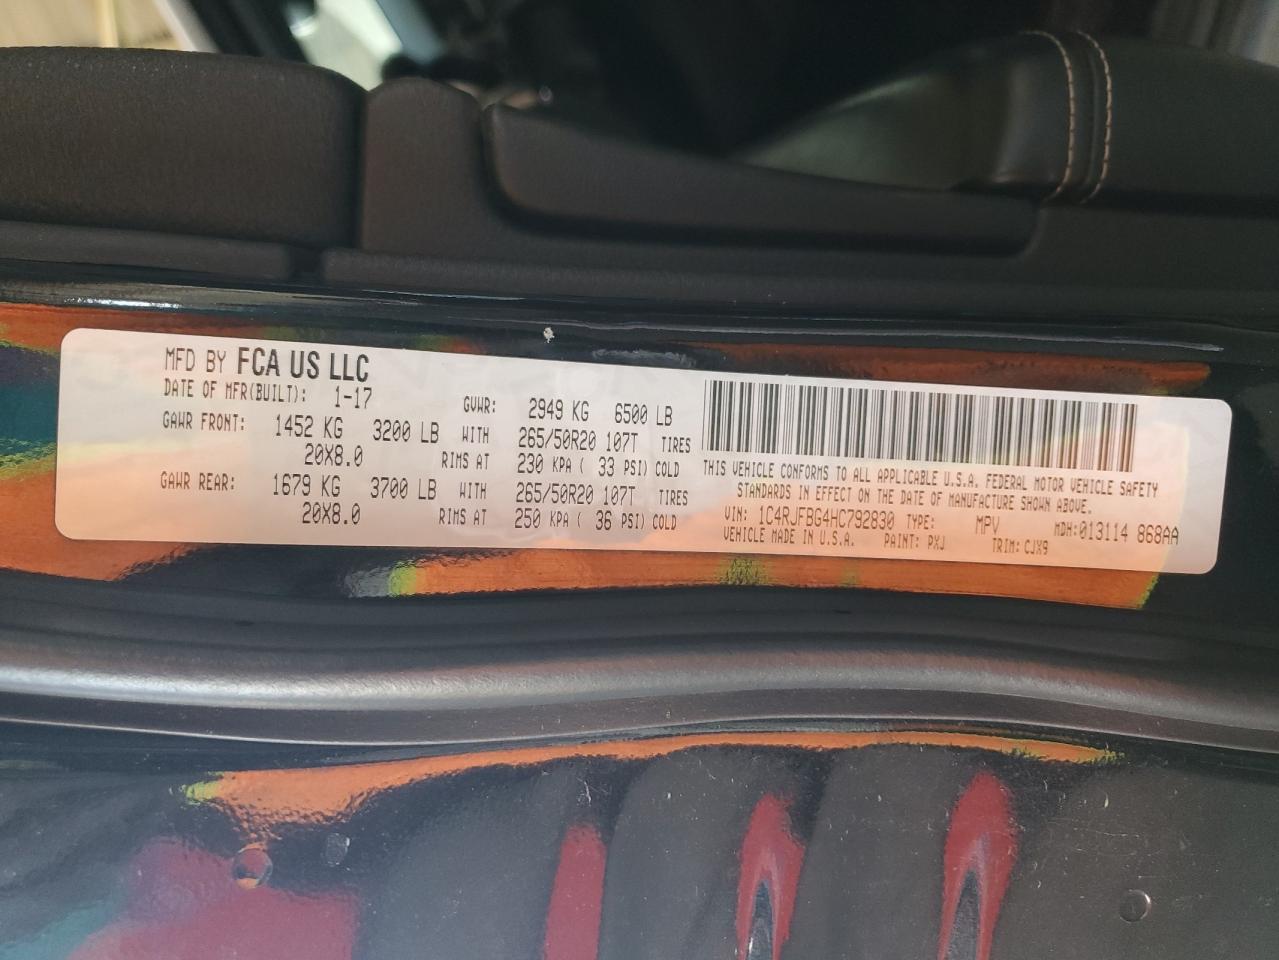 MFD BY FCA US LLC
DATE OF MFR(BUILT): 1-17 GVWR: 2949 KG 6500 LB
GAWR FRONT: 1452 KG 3200 LB WITH 265/50R20 107T TIRES
20X8.0 RIMS AT 230 KPA ( 33 PSI) COLD
GAWR REAR: 1679 KG 3700 LB WITH 265/50R20 107T TIRES
20X8.0 RIMS AT 250 KPA ( 36 PSI) COLD
THIS VEHICLE CONFORMS TO ALL APPLICABLE U.S.A. FEDERAL MOTOR VEHICLE SAFETY
STANDARDS IN EFFECT ON THE DATE OF MANUFACTURE SHOWN ABOVE.
VIN: 1C4RJFBG4HC792830 TYPE: MPV MDH:013114 868AA
VEHICLE MADE IN U.S.A. PAINT: PXJ TRIM: CJX9